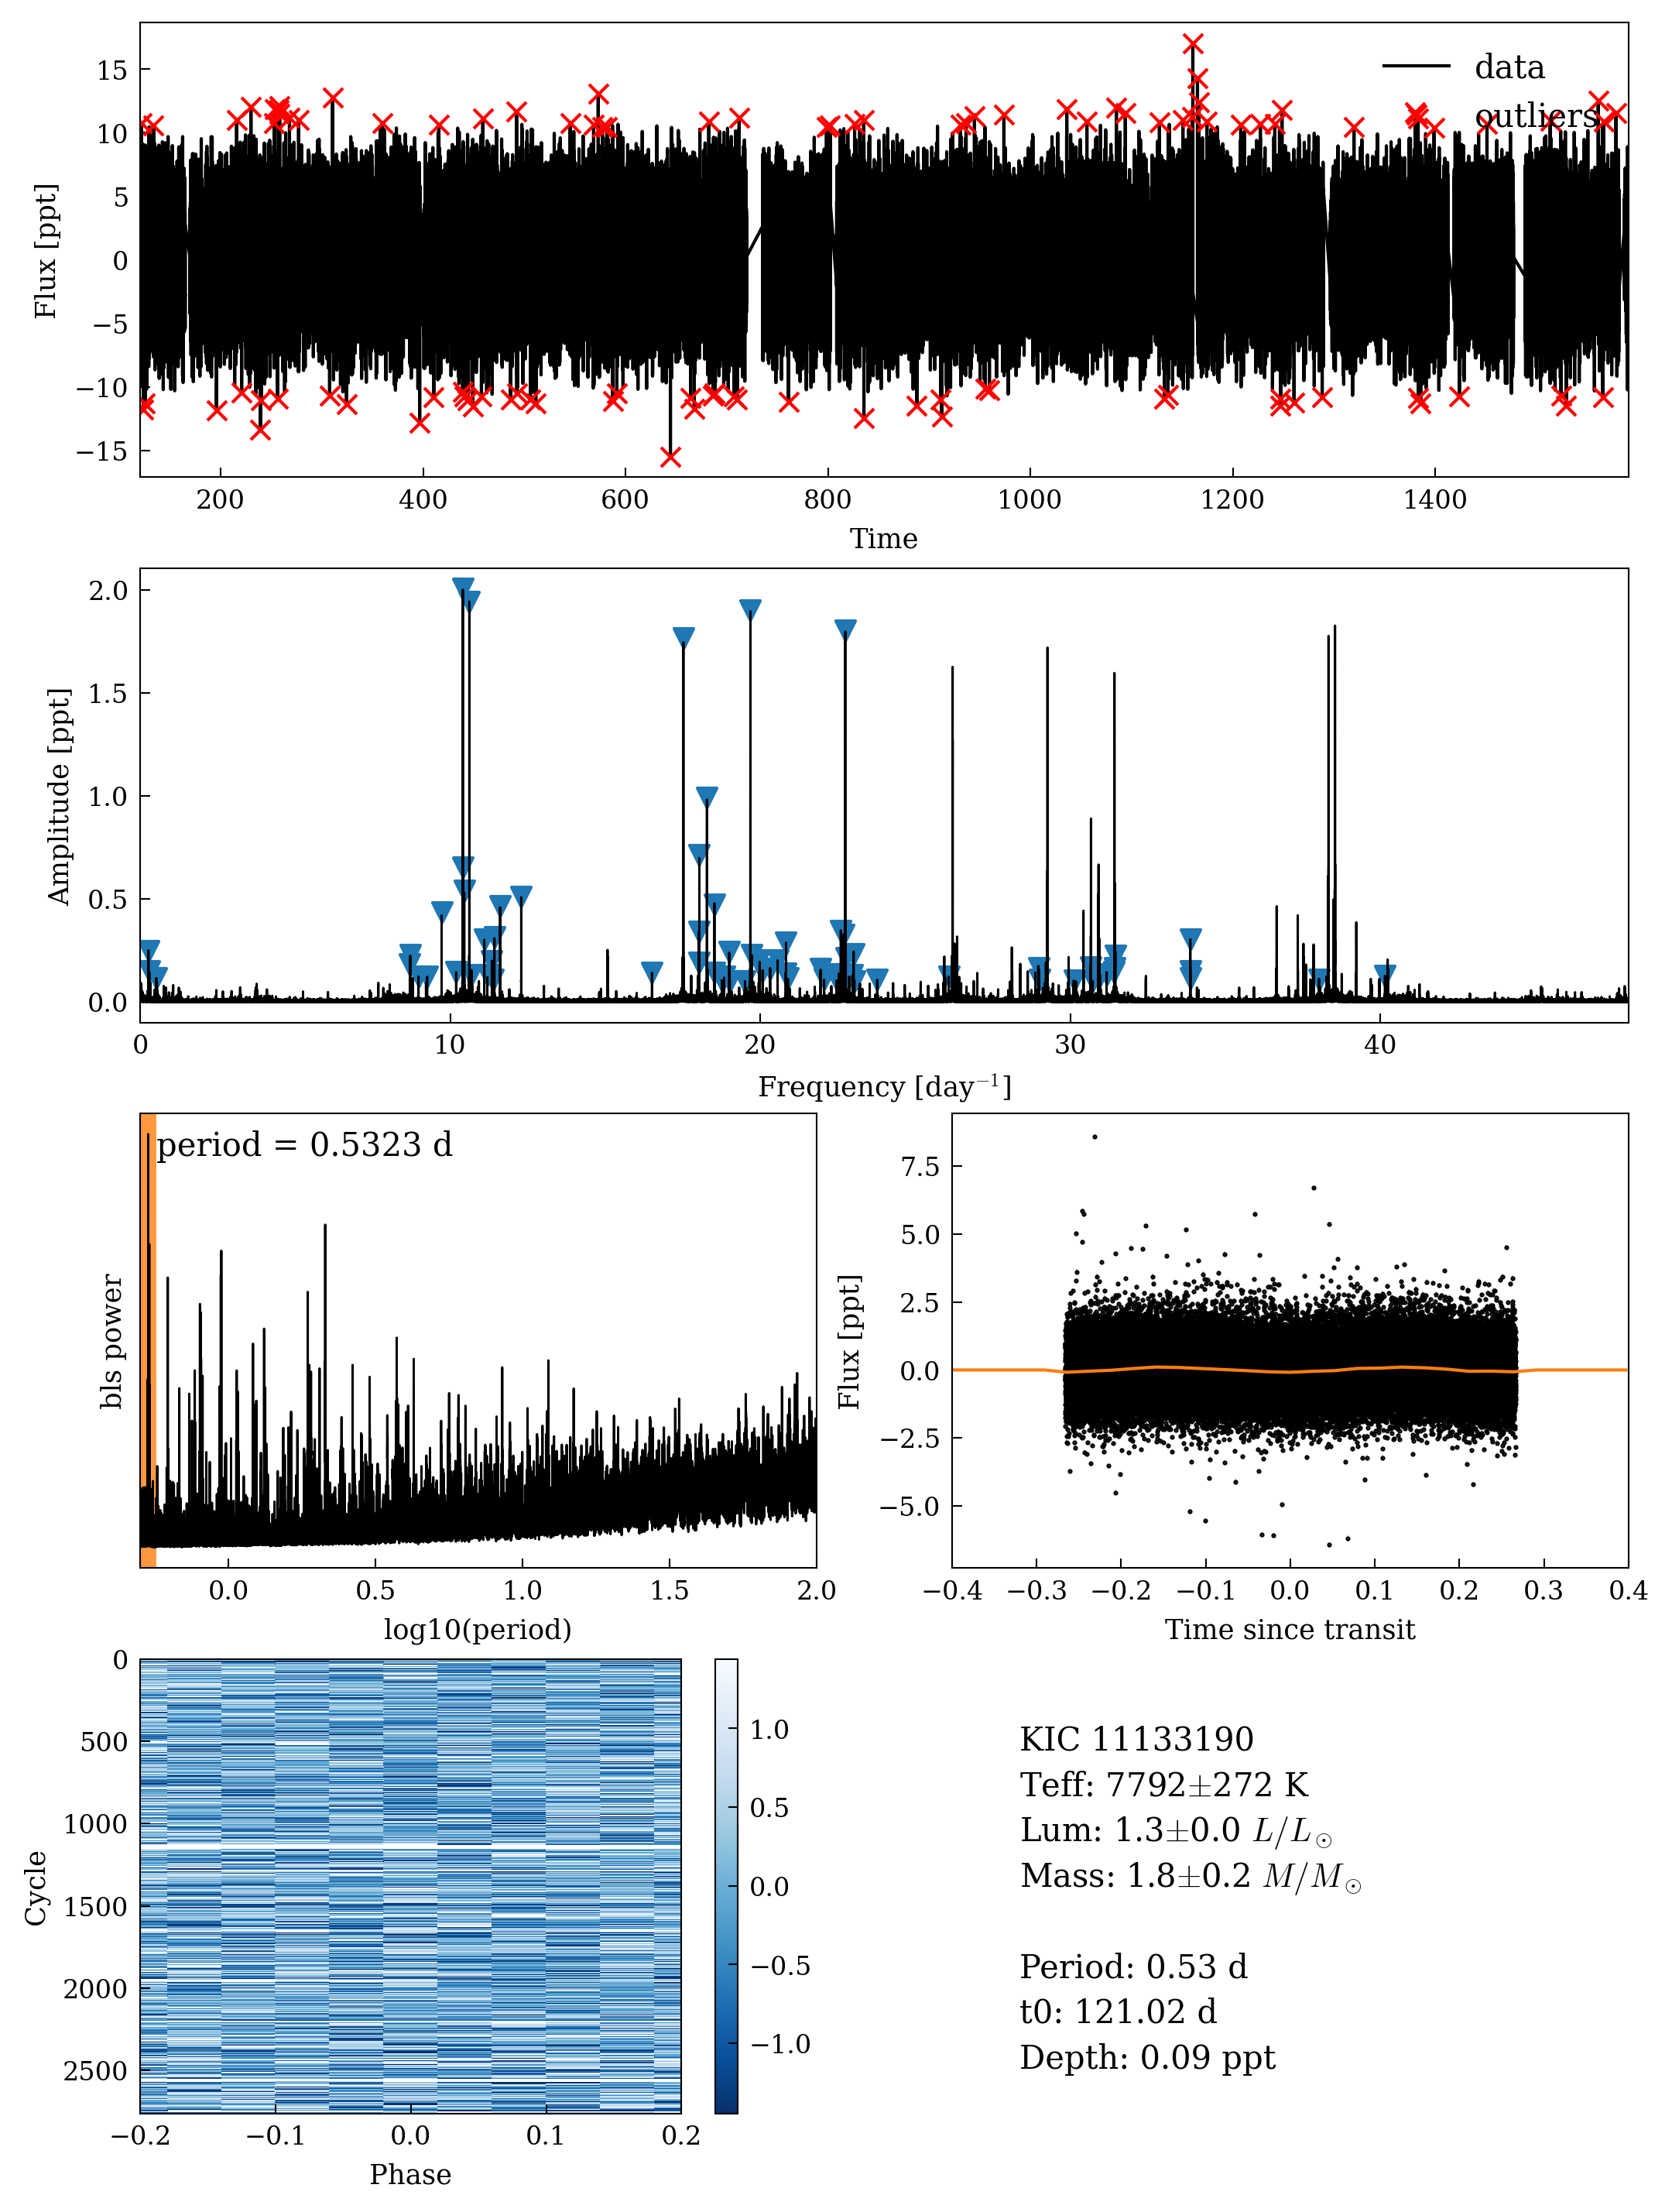 data
outliers
15
10
5
0
−5
−10
−15
Flux [ppt]
200 400 600 800 1000 1200 1400
Time
2.0
1.5
1.0
0.5
0.0
Amplitude [ppt]
0 10 20 30 40
Frequency [day⁻¹]
period = 0.5323 d
bls power
0.0 0.5 1.0 1.5 2.0
log10(period)
7.5
5.0
2.5
0.0
−2.5
−5.0
Flux [ppt]
−0.4 −0.3 −0.2 −0.1 0.0 0.1 0.2 0.3 0.4
Time since transit
0
500
1000
1500
2000
2500
Cycle
−0.2 −0.1 0.0 0.1 0.2
Phase
1.0
0.5
0.0
−0.5
−1.0
KIC 11133190
Teff: 7792±272 K
Lum: 1.3±0.0 L/L⊙
Mass: 1.8±0.2 M/M⊙
Period: 0.53 d
t0: 121.02 d
Depth: 0.09 ppt